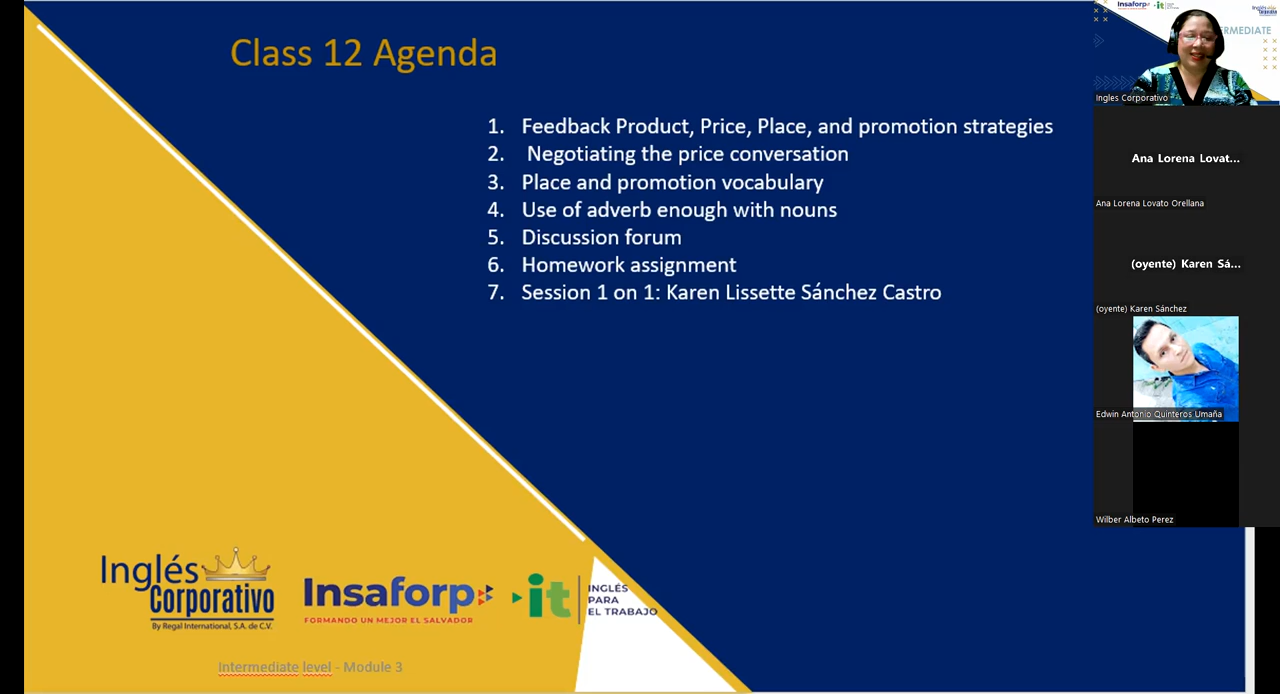 Class 12 Agenda
1. Feedback Product, Price, Place, and promotion strategies
2. Negotiating the price conversation
3. Place and promotion vocabulary
4. Use of adverb enough with nouns
5. Discussion forum
6. Homework assignment
7. Session 1 on 1: Karen Lissette Sánchez Castro
Inglés
Corporativo
By Regal International, S.A. de C.V.
Insaforp
FORMANDO UN MEJOR EL SALVADOR
it
INGLÉS
PARA
EL TRABAJO
Intermediate level - Module 3
Insaforp
it
ERMEDIATE
Ingles Corporativo
Ana Lorena Lovat...
Ana Lorena Lovato Orellana
(oyente) Karen Sá...
(oyente) Karen Sánchez
Edwin Antonio Quinteros Umaña
Wilber Albeto Perez